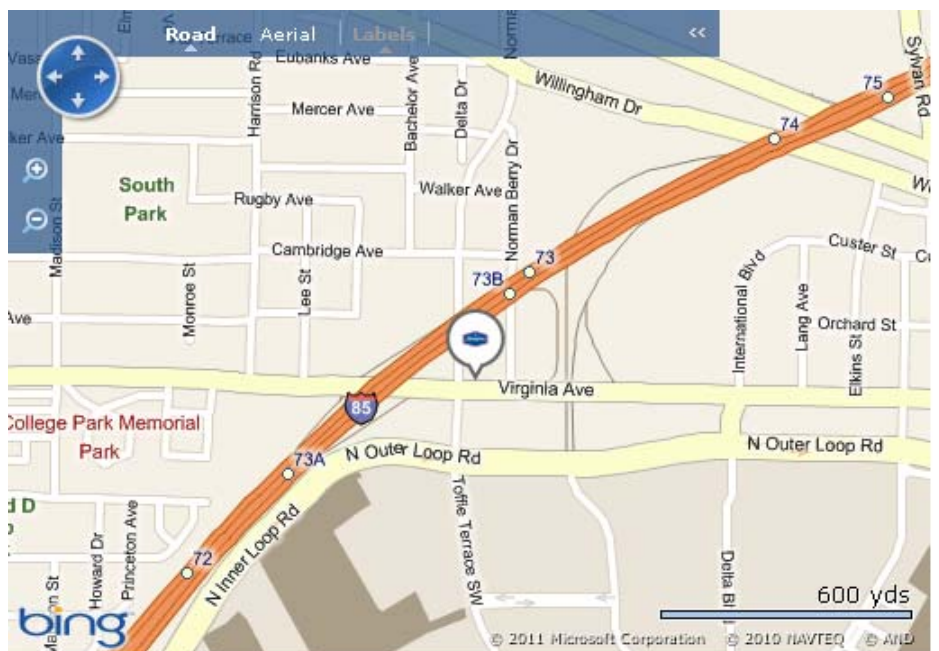 Road Aerial Labels «
Eubanks Ave
Willingham Dr
75
Sylvan Rd
Harrison Rd
Mercer Ave
Bachelor Ave
Delta Dr
74
South
Park
Walker Ave
Norman Berry Dr
Rugby Ave
Madison St
Cambridge Ave
73
73B
Custer St
International Blvd
Monroe St
Lee St
Lang Ave
Orchard St
Elkins St
Ave
Virginia Ave
85
College Park Memorial
Park
N Outer Loop Rd
N Outer Loop Rd
73A
Toffie Terrace SW
72
Howard Dr
Princeton Ave
N Inner Loop Rd
600 yds
bing
© 2011 Microsoft Corporation © 2010 NAVTEQ © AND